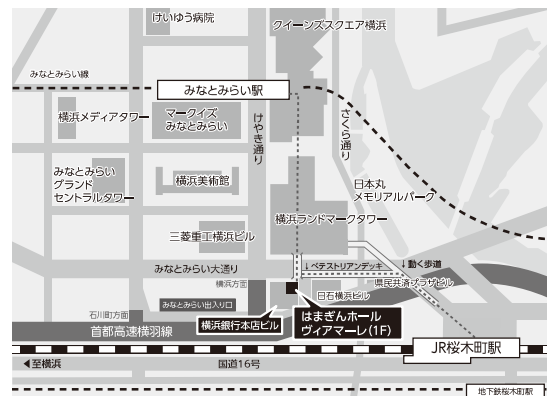 けいゆう病院
クイーンズスクエア横浜
みなとみらい線
みなとみらい駅
横浜メディアタワー
マークイズ
みなとみらい
けやき通り
さくら通り
みなとみらい
グランド
セントラルタワー
横浜美術館
日本丸
メモリアルパーク
横浜ランドマークタワー
三菱重工横浜ビル
みなとみらい大通り
↓ペデストリアンデッキ
↓動く歩道
横浜方面
県民共済プラザビル
日石横浜ビル
みなとみらい出入り口
石川町方面
横浜銀行本店ビル
はまぎんホール
ヴィアマーレ(1F)
首都高速横羽線
JR桜木町駅
◀至横浜
国道16号
地下鉄桜木町駅